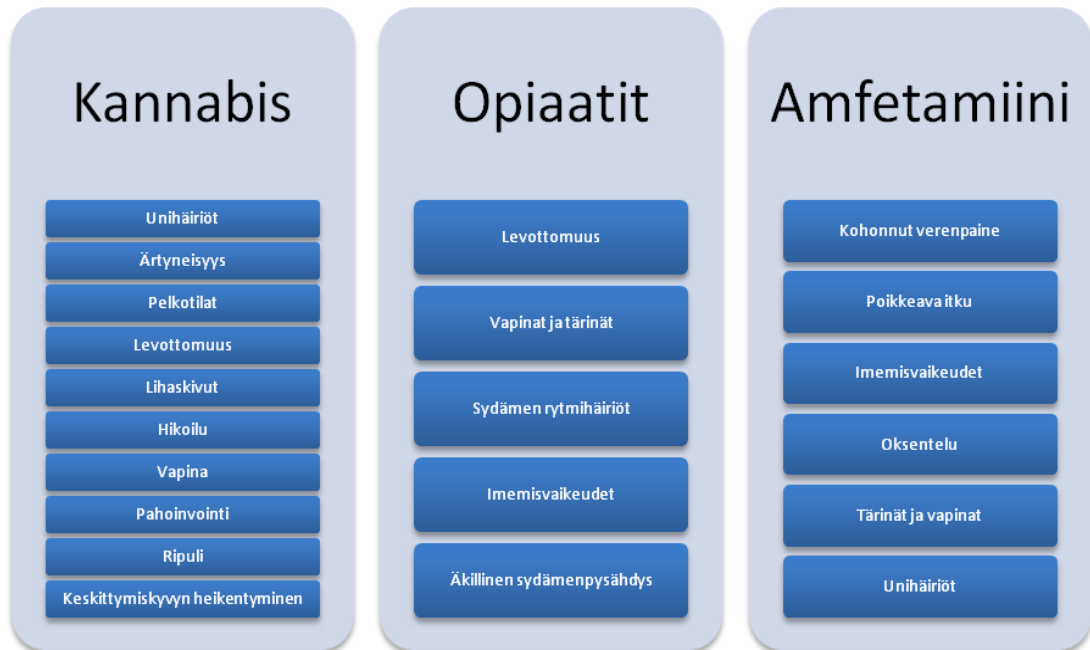 Kannabis
Unihäiriöt
Ärtyneisyys
Pelkotilat
Levottomuus
Lihaskivut
Hikoilu
Vapina
Pahoinvointi
Ripuli
Keskittymiskyvyn heikentyminen
Opiaatit
Levottomuus
Vapinat ja tärinät
Sydämen rytmihäiriöt
Imemisvaikeudet
Äkillinen sydämenpysähdys
Amfetamiini
Kohonnut verenpaine
Poikkeava itku
Imemisvaikeudet
Oksentelu
Tärinät ja vapinat
Unihäiriöt